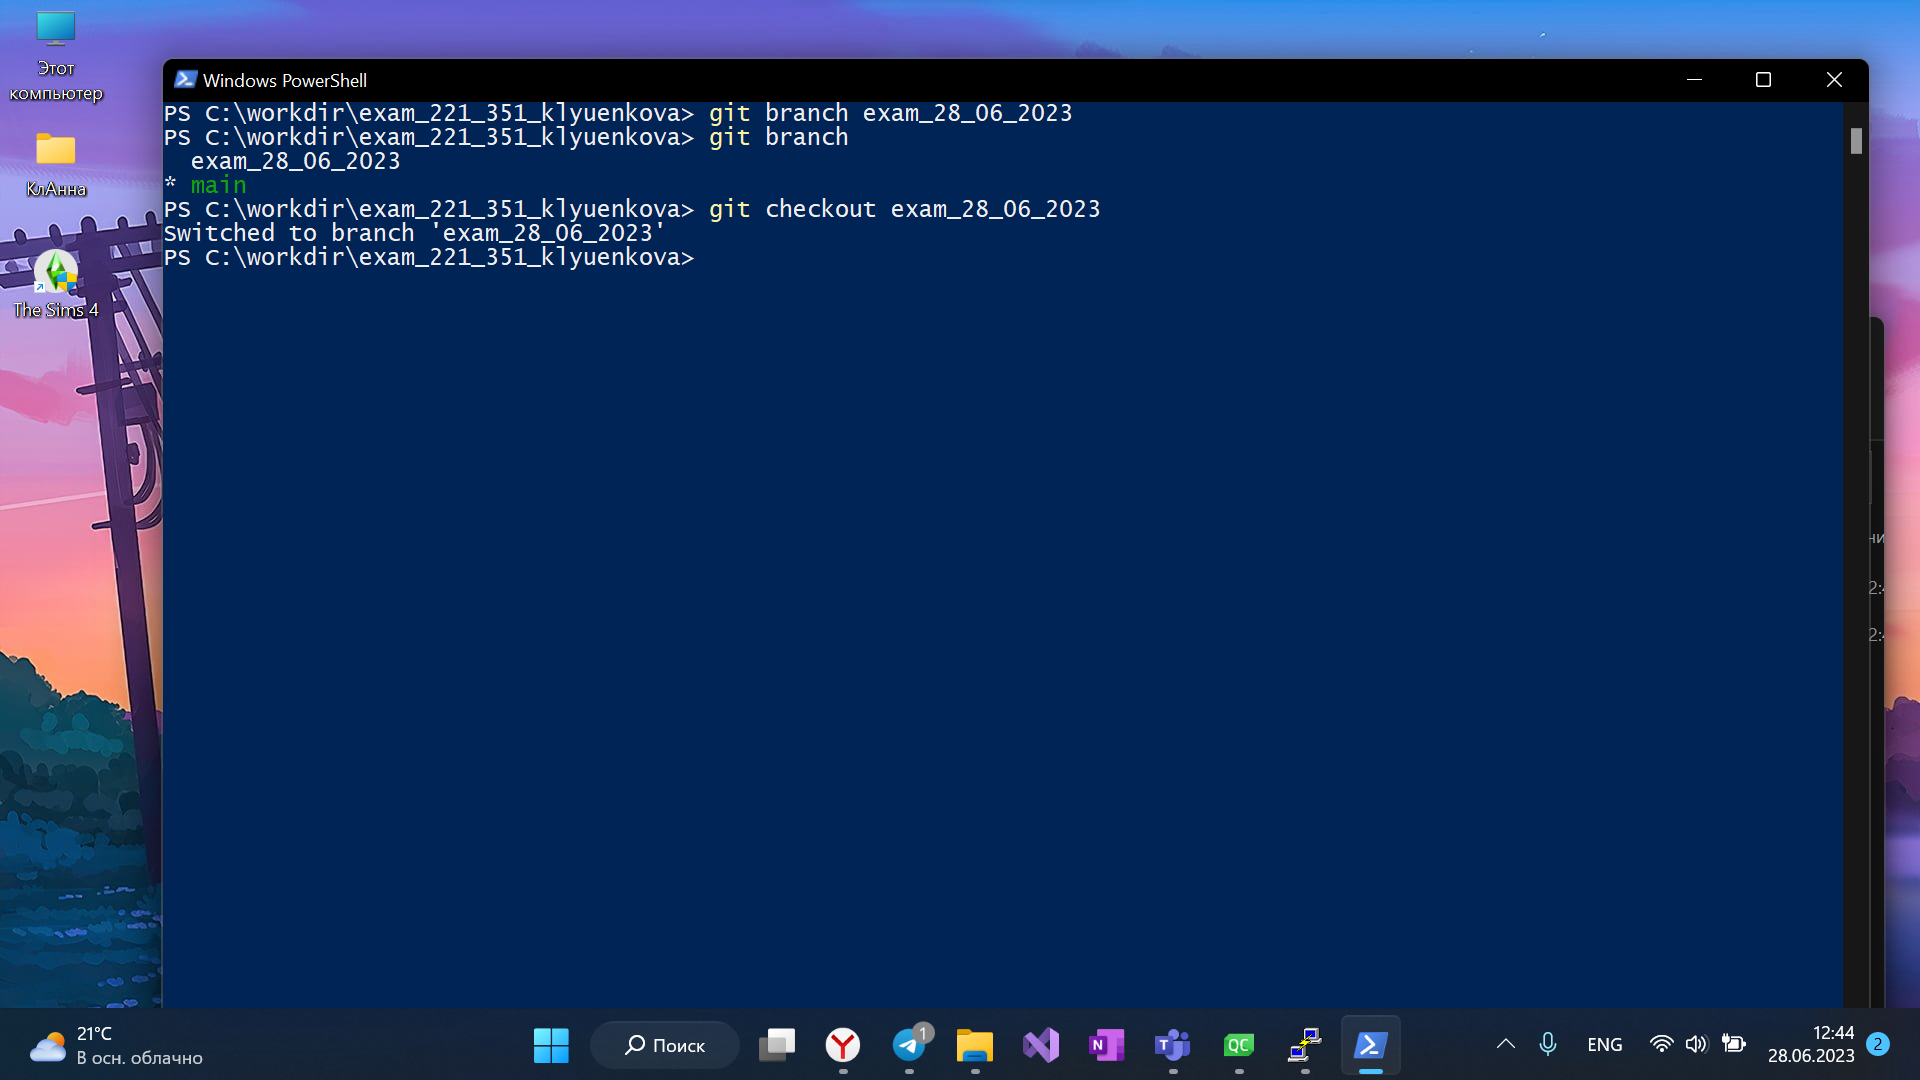 Этот
компьютер
КлАнна
The Sims 4
Windows PowerShell
PS C:\workdir\exam_221_351_klyuenkova> git branch exam_28_06_2023
PS C:\workdir\exam_221_351_klyuenkova> git branch
  exam_28_06_2023
* main
PS C:\workdir\exam_221_351_klyuenkova> git checkout exam_28_06_2023
Switched to branch 'exam_28_06_2023'
PS C:\workdir\exam_221_351_klyuenkova>
21°C
В осн. облачно
Поиск
1
N
QC
ENG
12:44
28.06.2023
2